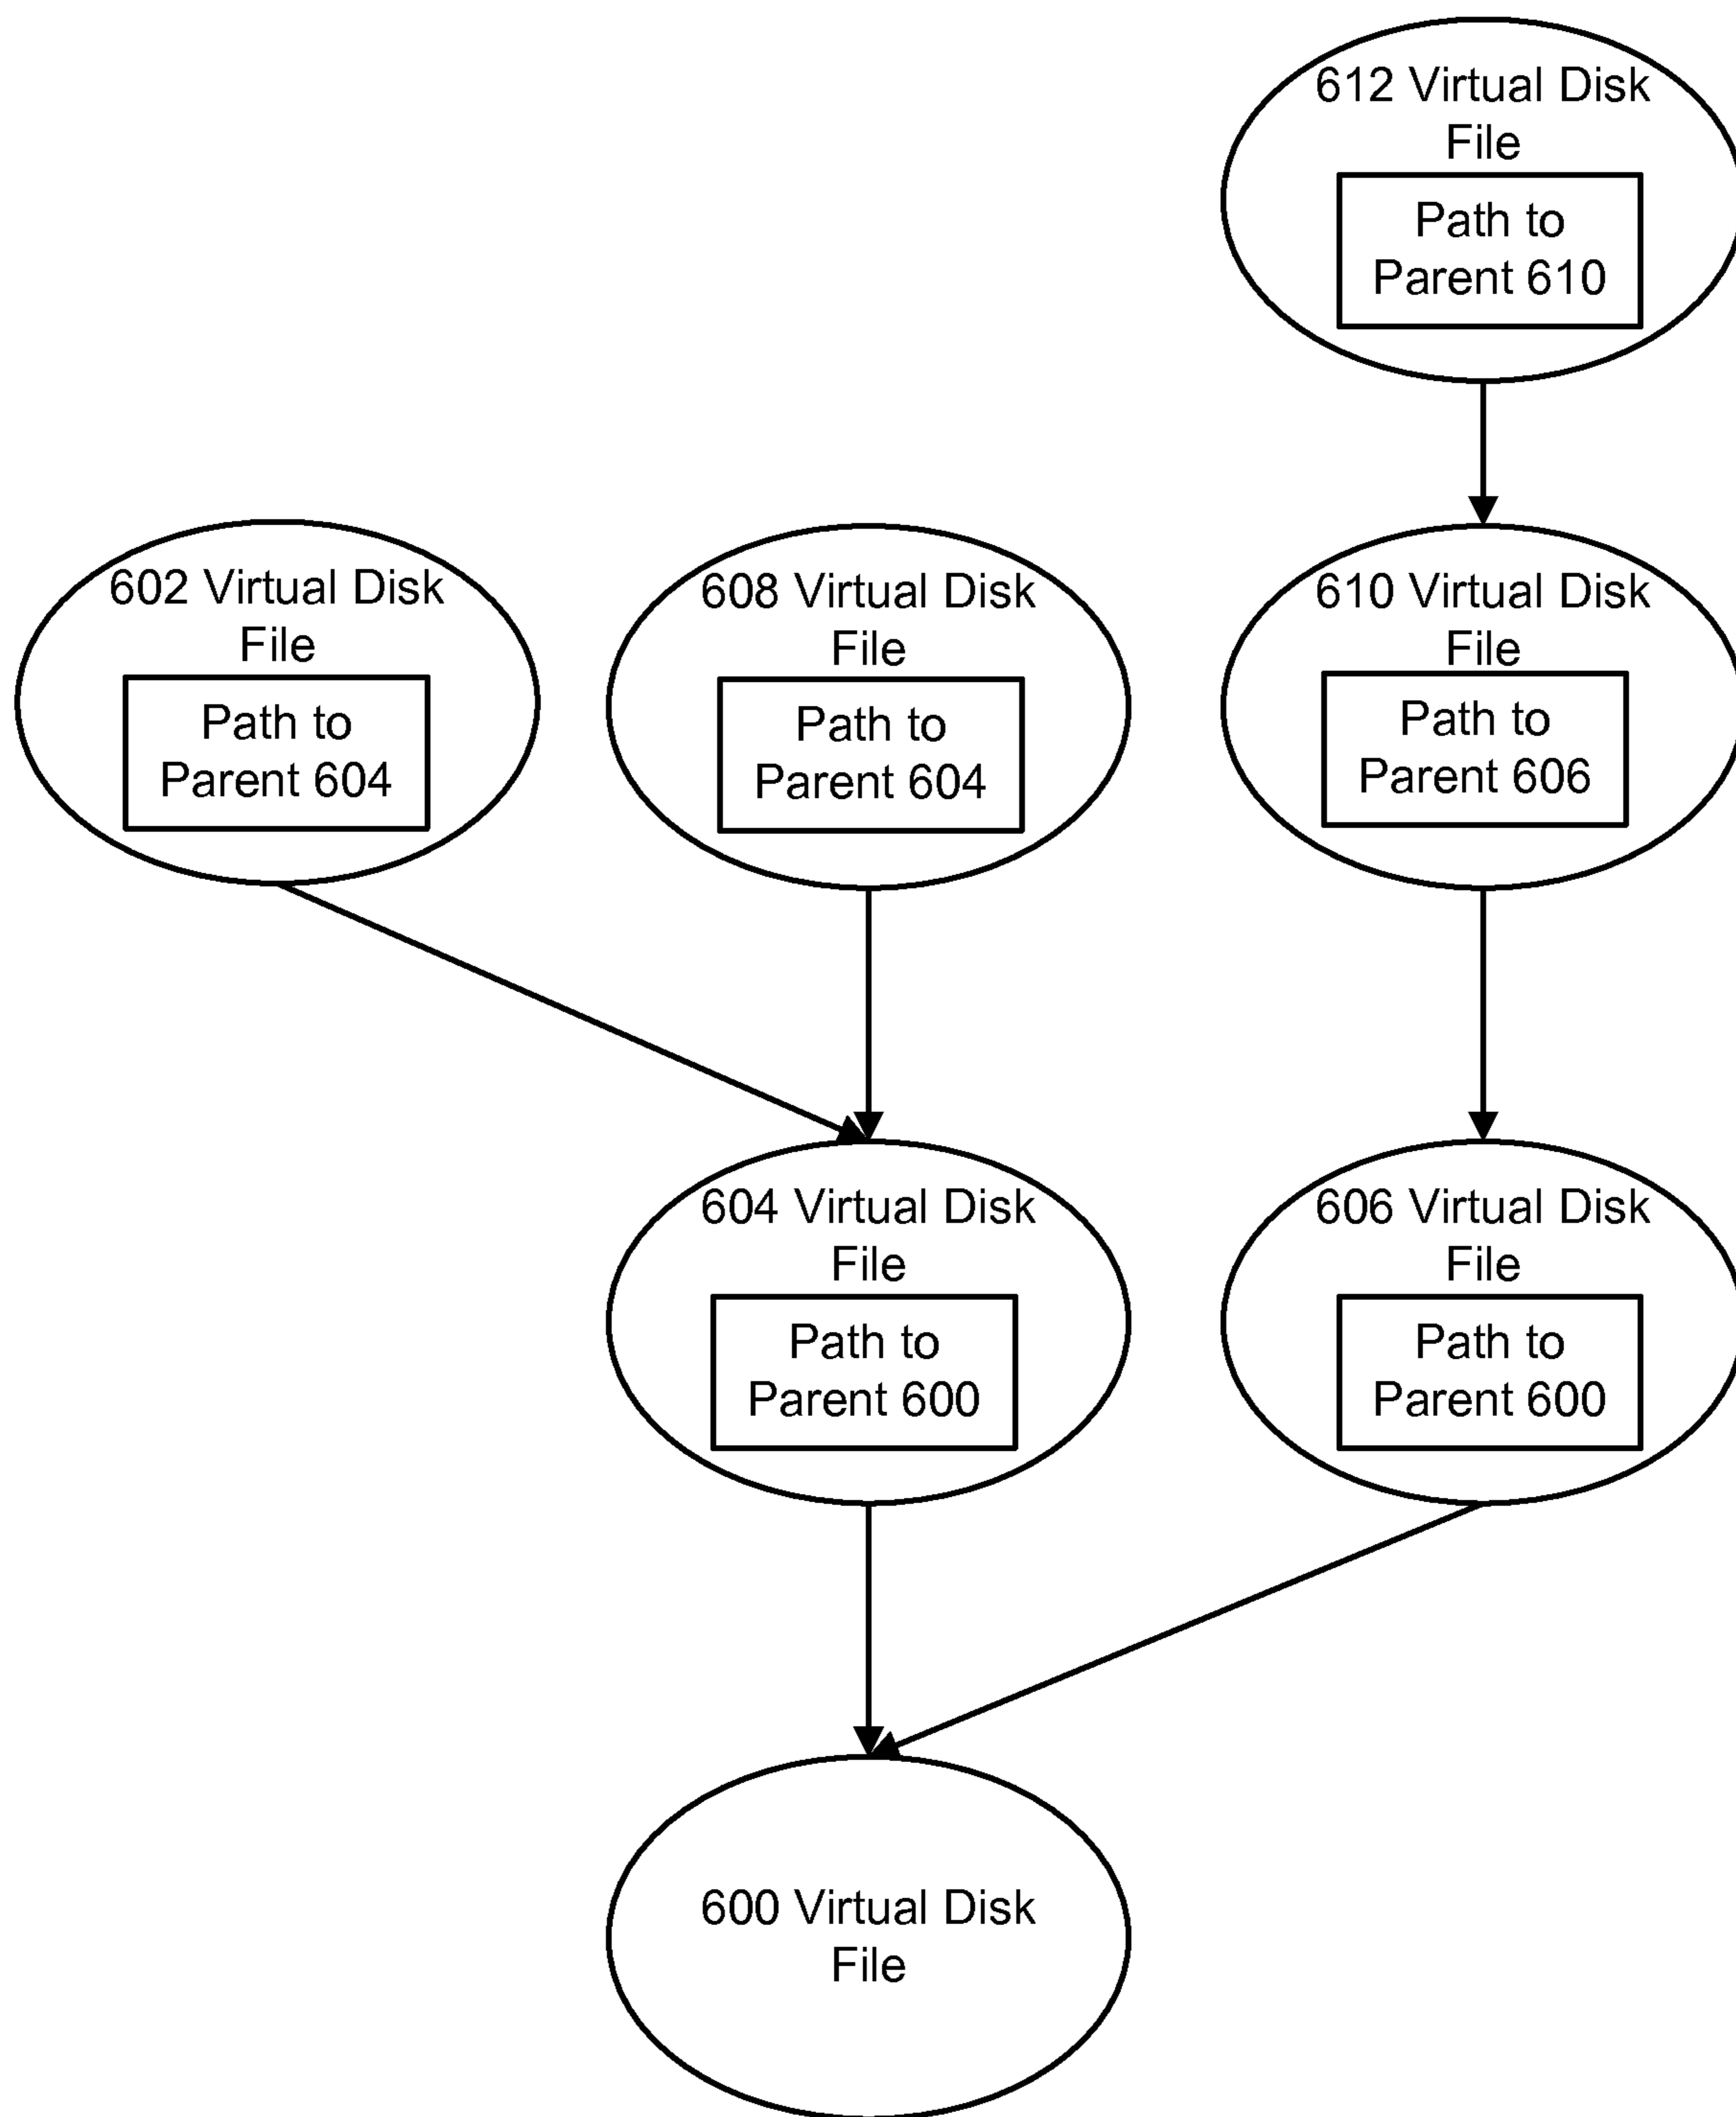 612 Virtual Disk
File
Path to
Parent 610
602 Virtual Disk
File
Path to
Parent 604
608 Virtual Disk
File
Path to
Parent 604
610 Virtual Disk
File
Path to
Parent 606
604 Virtual Disk
File
Path to
Parent 600
606 Virtual Disk
File
Path to
Parent 600
600 Virtual Disk
File